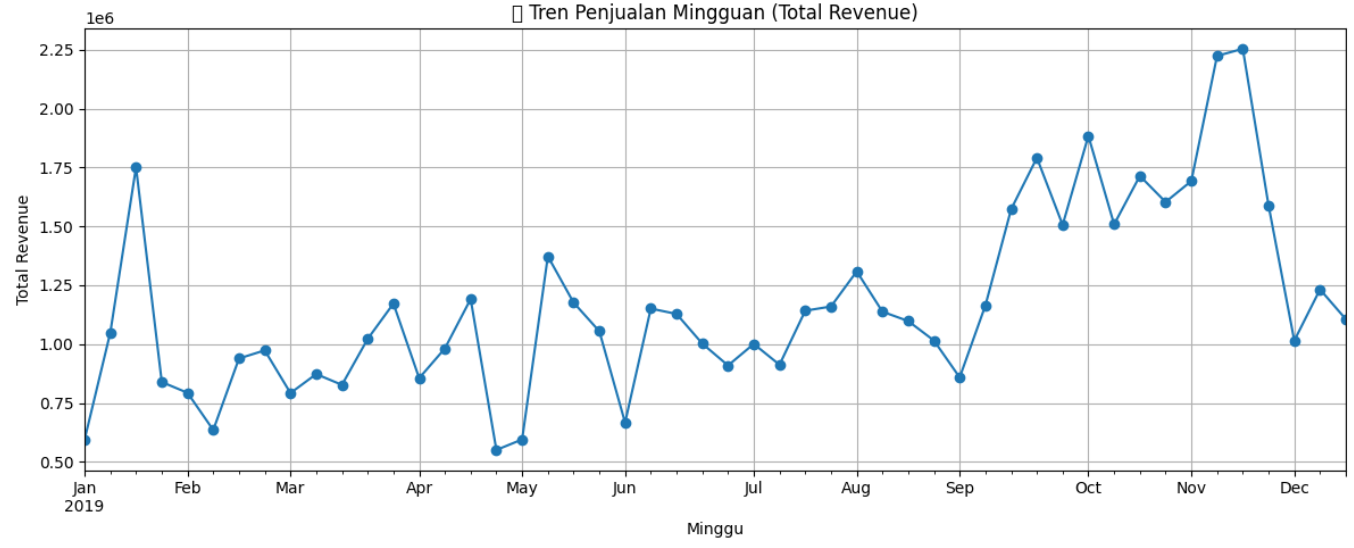 ▯ Tren Penjualan Mingguan (Total Revenue)
1e6
2.25
2.00
1.75
1.50
1.25
1.00
0.75
0.50
Total Revenue
Jan Feb Mar Apr May Jun Jul Aug Sep Oct Nov Dec
2019
Minggu